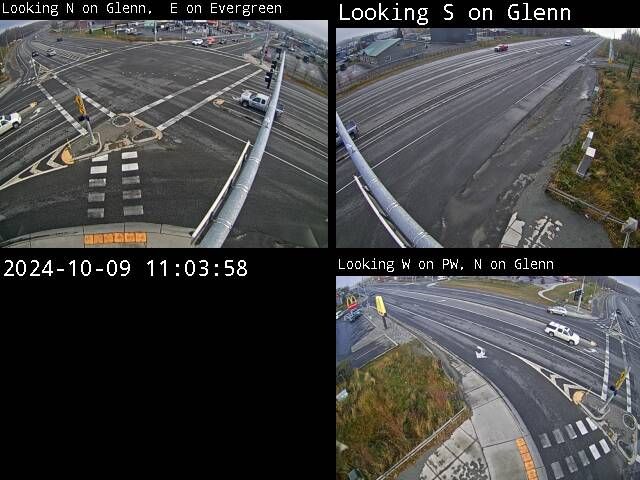 Looking N on Glenn, E on Evergreen
Looking S on Glenn
2024-10-09 11:03:58
Looking W on PW, N on Glenn